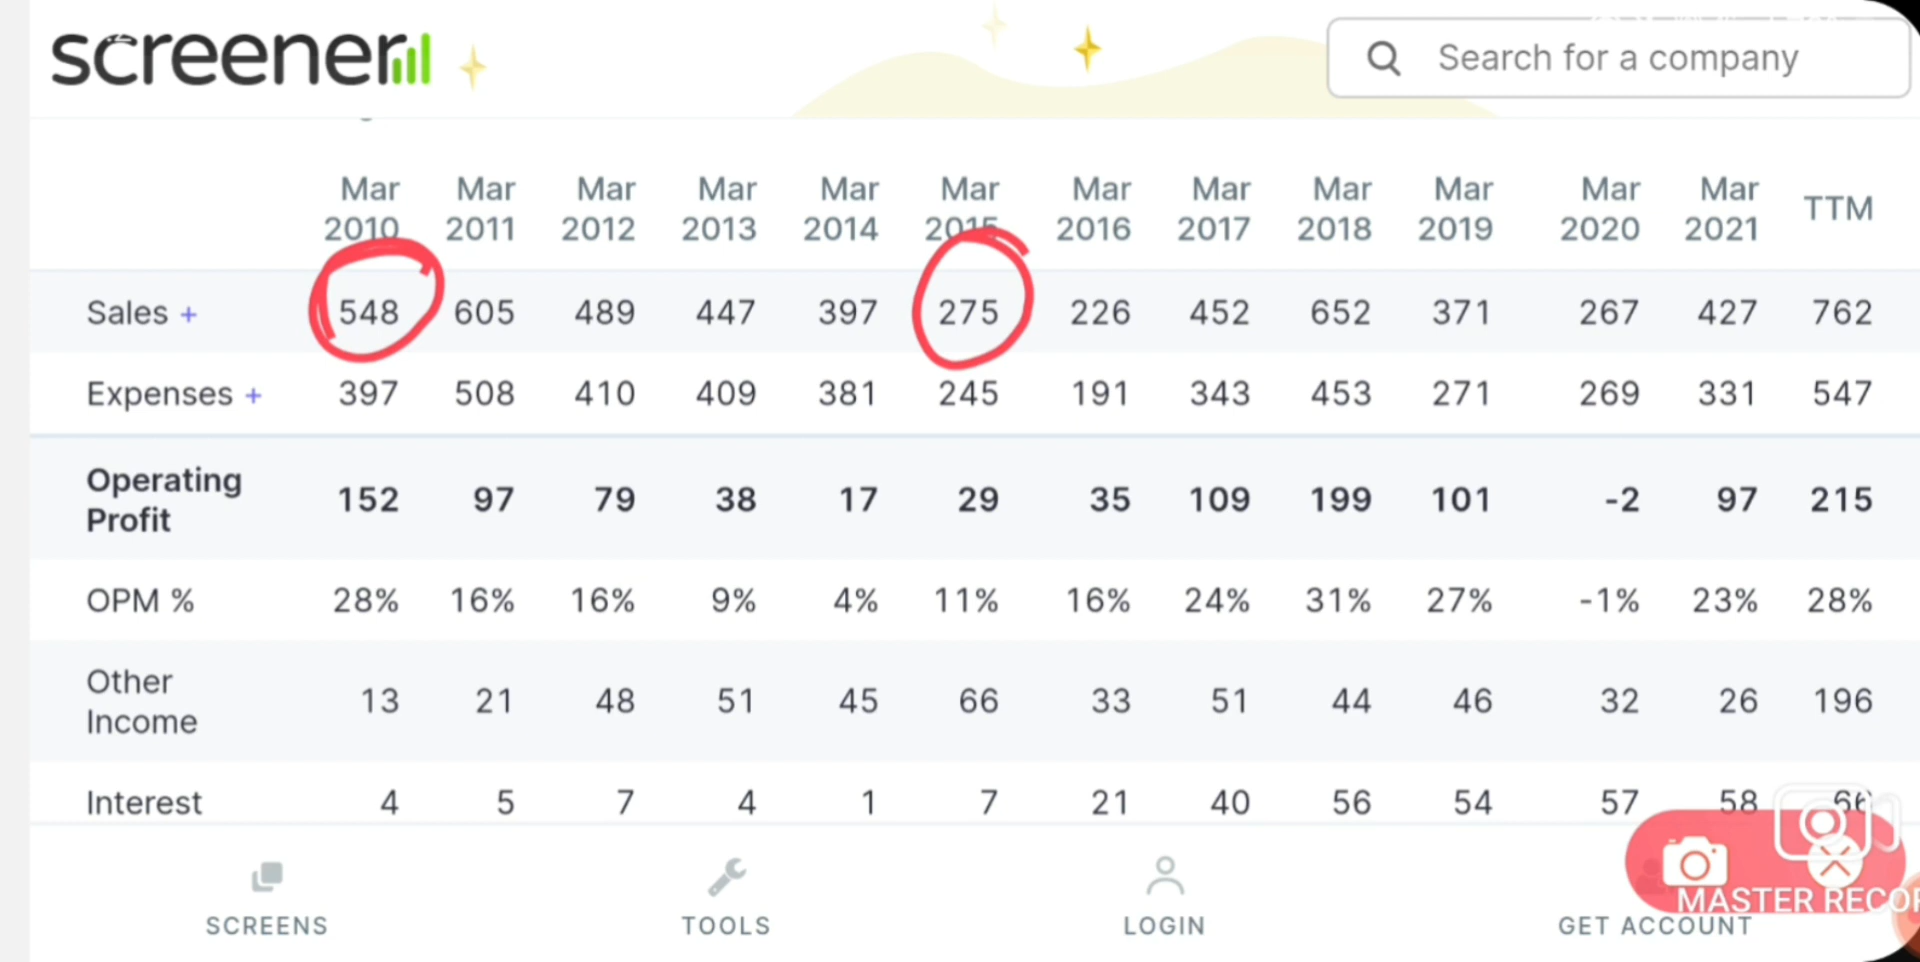 screener
Search for a company
Mar 2010 Mar 2011 Mar 2012 Mar 2013 Mar 2014 Mar 2015 Mar 2016 Mar 2017 Mar 2018 Mar 2019 Mar 2020 Mar 2021 TTM
Sales + 548 605 489 447 397 275 226 452 652 371 267 427 762
Expenses + 397 508 410 409 381 245 191 343 453 271 269 331 547
Operating Profit 152 97 79 38 17 29 35 109 199 101 -2 97 215
OPM % 28% 16% 16% 9% 4% 11% 16% 24% 31% 27% -1% 23% 28%
Other Income 13 21 48 51 45 66 33 51 44 46 32 26 196
Interest 4 5 7 4 1 7 21 40 56 54 57 58 66
SCREENS TOOLS LOGIN GET ACCOUNT
MASTER RECOR